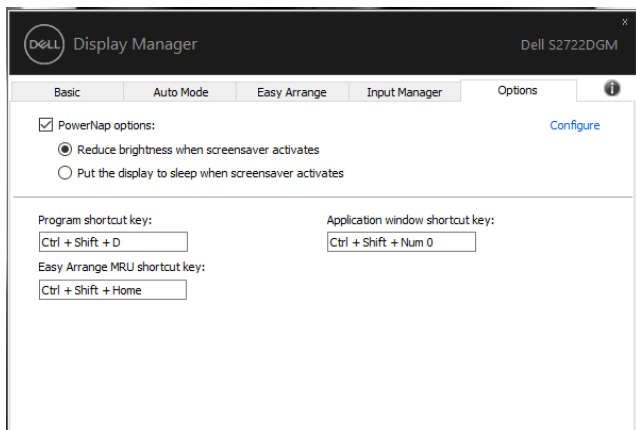 DELL Display Manager
x
Dell S2722DGM
Basic Auto Mode Easy Arrange Input Manager Options i
PowerNap options: Configure
Reduce brightness when screensaver activates
Put the display to sleep when screensaver activates
Program shortcut key: Application window shortcut key:
Ctrl + Shift + D Ctrl + Shift + Num 0
Easy Arrange MRU shortcut key:
Ctrl + Shift + Home